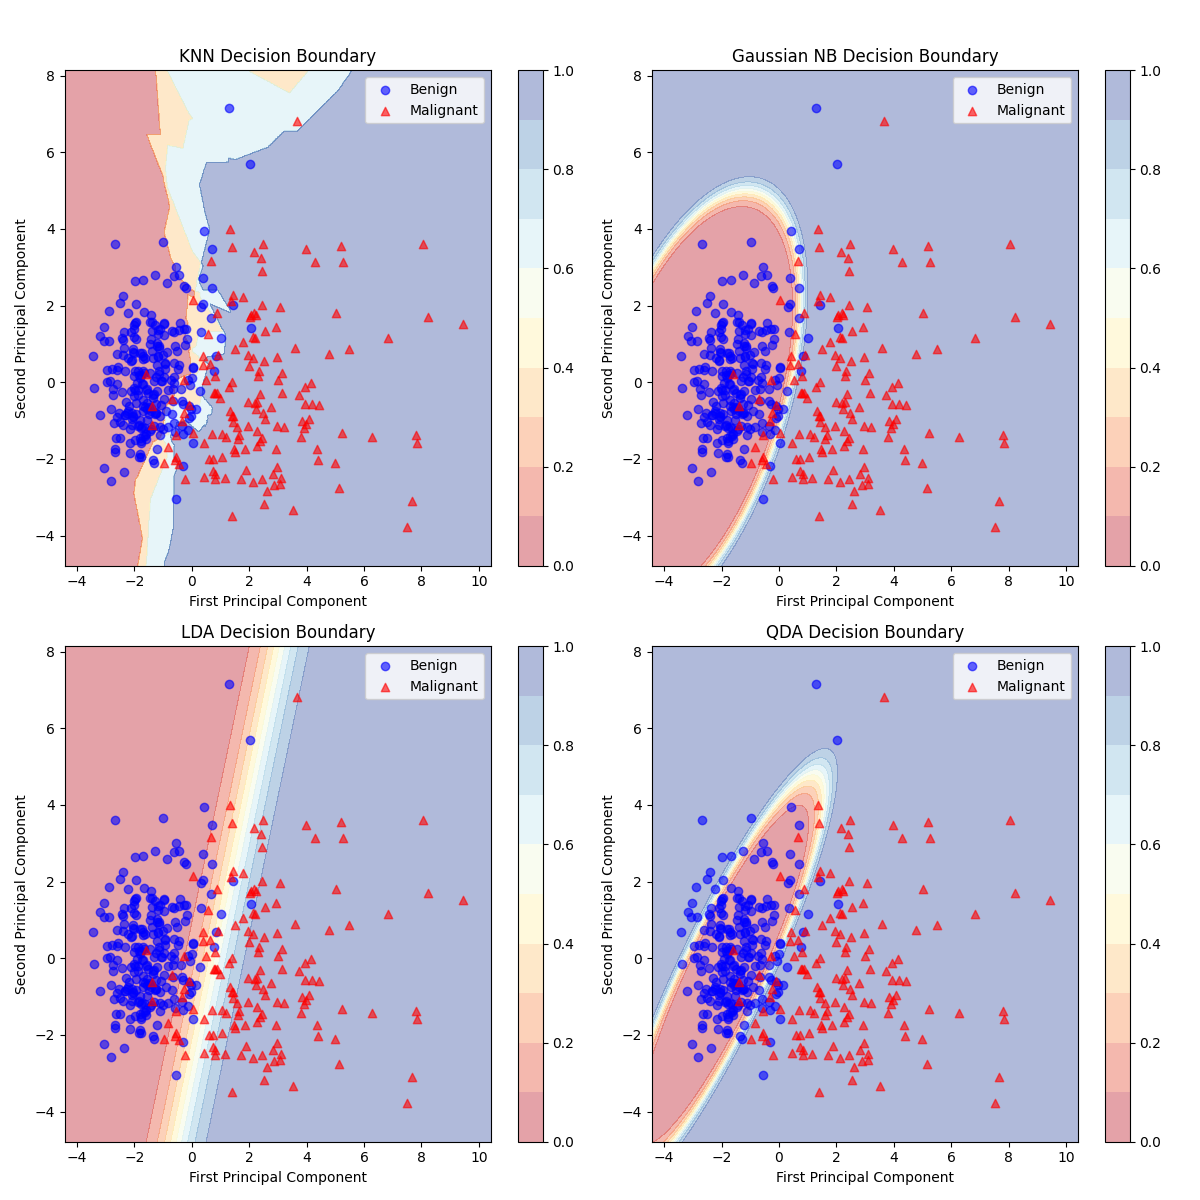 KNN Decision Boundary
Gaussian NB Decision Boundary
Benign
Malignant
8
6
4
2
0
−2
−4
Second Principal Component
−4 −2 0 2 4 6 8 10
First Principal Component
1.0
0.8
0.6
0.4
0.2
0.0
Benign
Malignant
8
6
4
2
0
−2
−4
Second Principal Component
−4 −2 0 2 4 6 8 10
First Principal Component
1.0
0.8
0.6
0.4
0.2
0.0
LDA Decision Boundary
QDA Decision Boundary
Benign
Malignant
8
6
4
2
0
−2
−4
Second Principal Component
−4 −2 0 2 4 6 8 10
First Principal Component
1.0
0.8
0.6
0.4
0.2
0.0
Benign
Malignant
8
6
4
2
0
−2
−4
Second Principal Component
−4 −2 0 2 4 6 8 10
First Principal Component
1.0
0.8
0.6
0.4
0.2
0.0